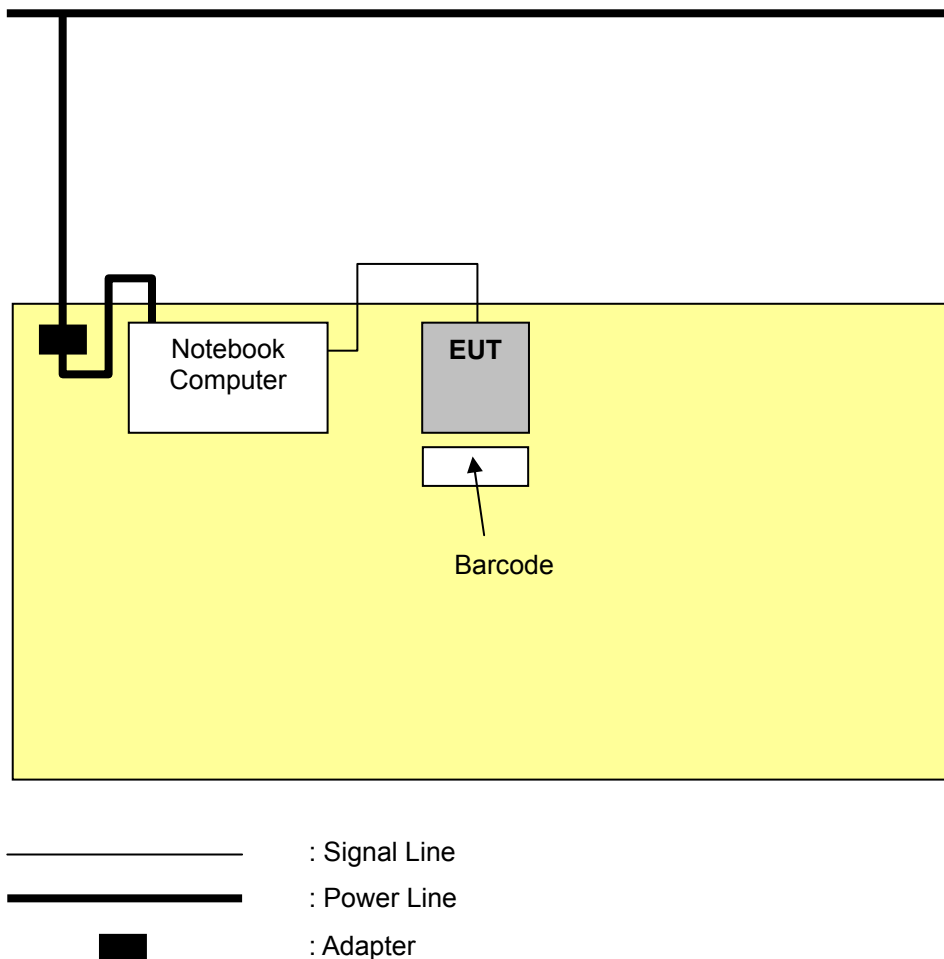 Notebook
Computer
EUT
Barcode
: Signal Line
: Power Line
: Adapter